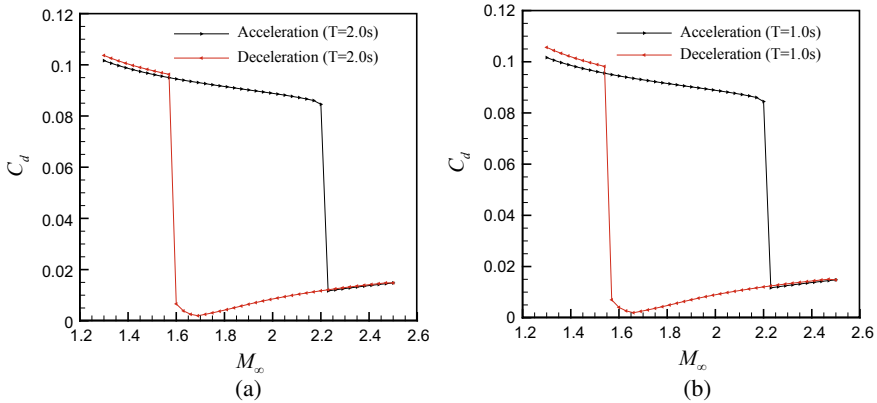 Acceleration (T=2.0s)
Deceleration (T=2.0s)
0.12
0.1
0.08
0.06
0.04
0.02
0
C_d
1.2 1.4 1.6 1.8 2 2.2 2.4 2.6
M_∞
(a)
Acceleration (T=1.0s)
Deceleration (T=1.0s)
0.12
0.1
0.08
0.06
0.04
0.02
0
C_d
1.2 1.4 1.6 1.8 2 2.2 2.4 2.6
M_∞
(b)